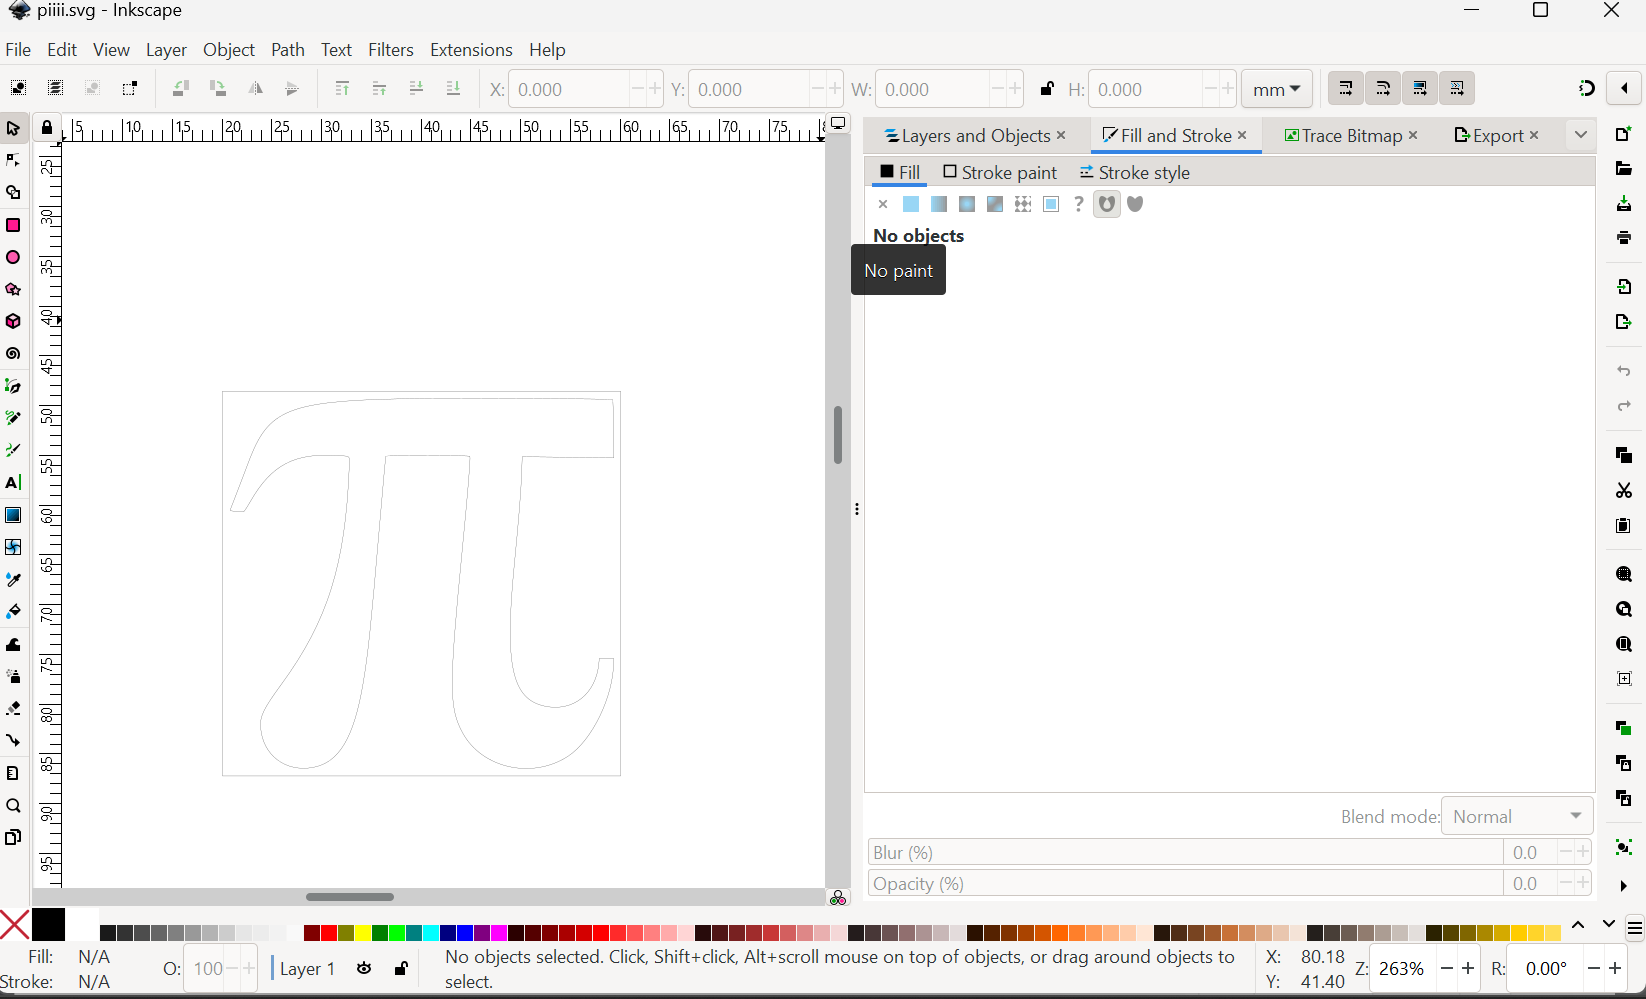 piiii.svg - Inkscape
File Edit View Layer Object Path Text Filters Extensions Help
X: 0.000 Y: 0.000 W: 0.000 H: 0.000 mm
5 10 15 20 25 30 35 40 45 50 55 60 65 70 75
Layers and Objects Fill and Stroke Trace Bitmap Export
Fill Stroke paint Stroke style
?
No objects
No paint
25
30
35
40
45
50
55
60
65
70
75
80
85
90
95
A
π
Blend mode: Normal
Blur (%) 0.0
Opacity (%) 0.0
Fill: N/A
Stroke: N/A
O: 100
Layer 1
No objects selected. Click, Shift+click, Alt+scroll mouse on top of objects, or drag around objects to
select.
X: 80.18
Y: 41.40
Z: 263%
R: 0.00°